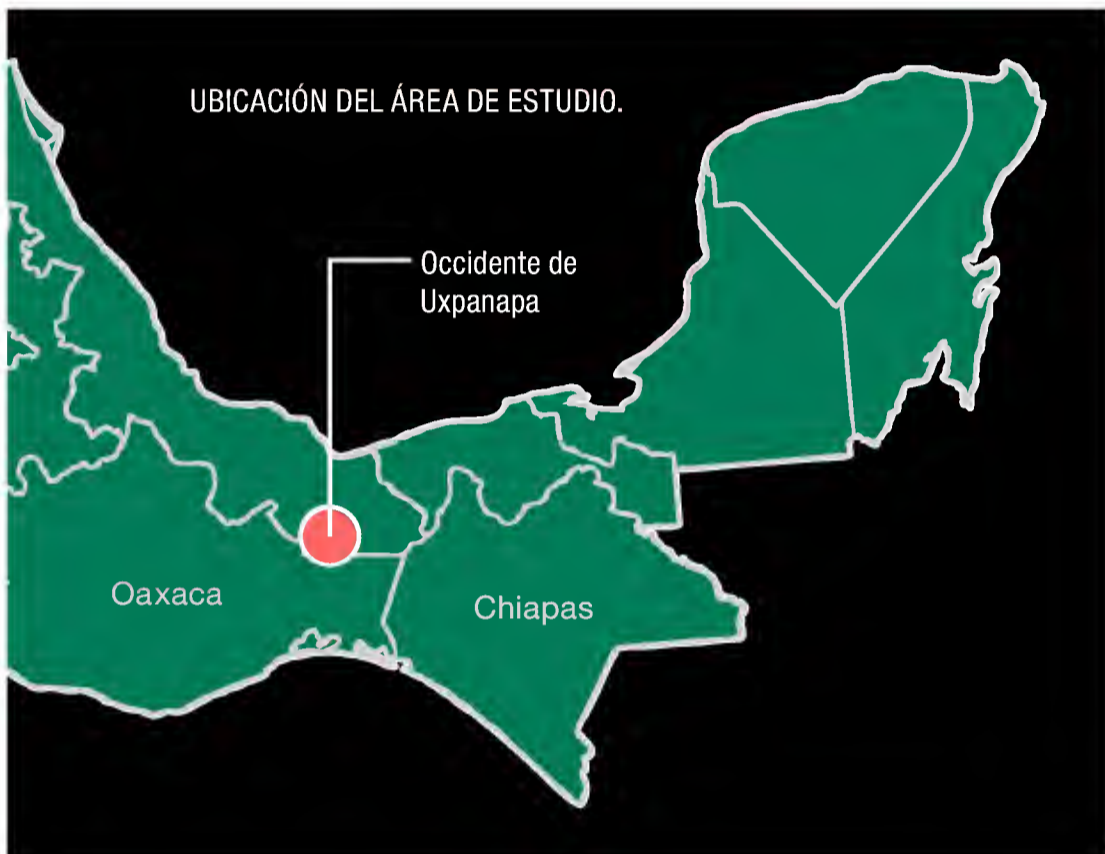 UBICACIÓN DEL ÁREA DE ESTUDIO.
Occidente de
Uxpanapa
Oaxaca
Chiapas